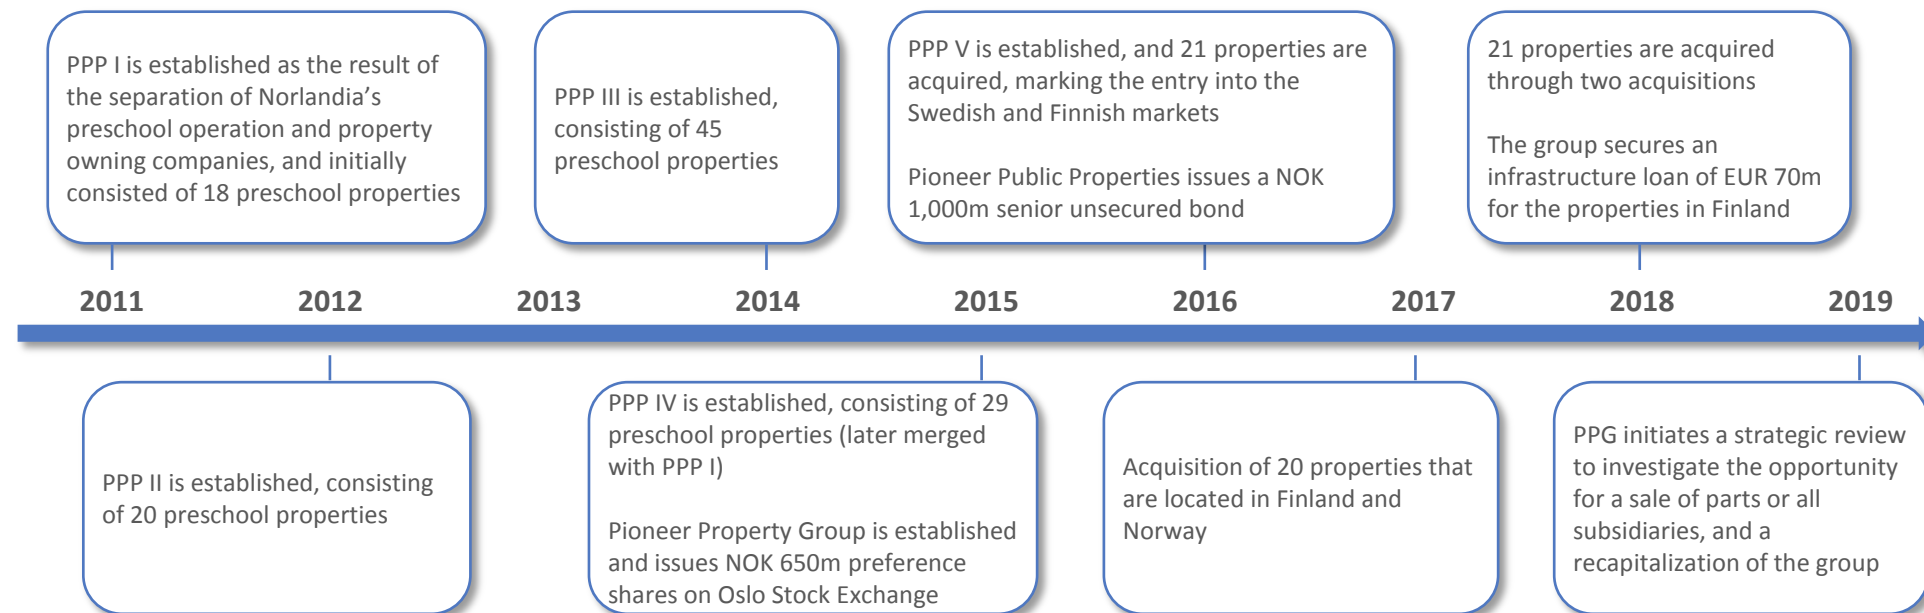 PPP I is established as the result of
the separation of Norlandia’s
preschool operation and property
owning companies, and initially
consisted of 18 preschool properties
PPP III is established,
consisting of 45
preschool properties
PPP V is established, and 21 properties are
acquired, marking the entry into the
Swedish and Finnish markets
Pioneer Public Properties issues a NOK
1,000m senior unsecured bond
21 properties are acquired
through two acquisitions
The group secures an
infrastructure loan of EUR 70m
for the properties in Finland
2011 2012 2013 2014 2015 2016 2017 2018 2019
PPP II is established, consisting
of 20 preschool properties
PPP IV is established, consisting of 29
preschool properties (later merged
with PPP I)
Pioneer Property Group is established
and issues NOK 650m preference
shares on Oslo Stock Exchange
Acquisition of 20 properties that
are located in Finland and
Norway
PPG initiates a strategic review
to investigate the opportunity
for a sale of parts or all
subsidiaries, and a
recapitalization of the group